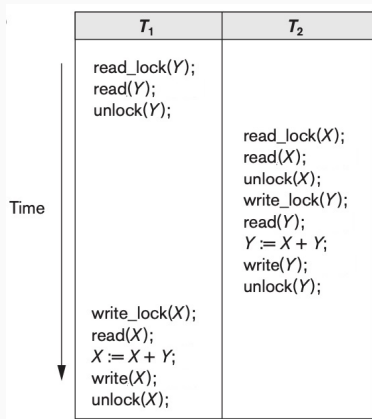 T1 T2
read_lock(Y);
read(Y);
unlock(Y);
read_lock(X);
read(X);
unlock(X);
write_lock(Y);
Time
read(Y);
Y := X + Y;
write(Y);
unlock(Y);
write_lock(X);
read(X);
X := X + Y;
write(X);
unlock(X);